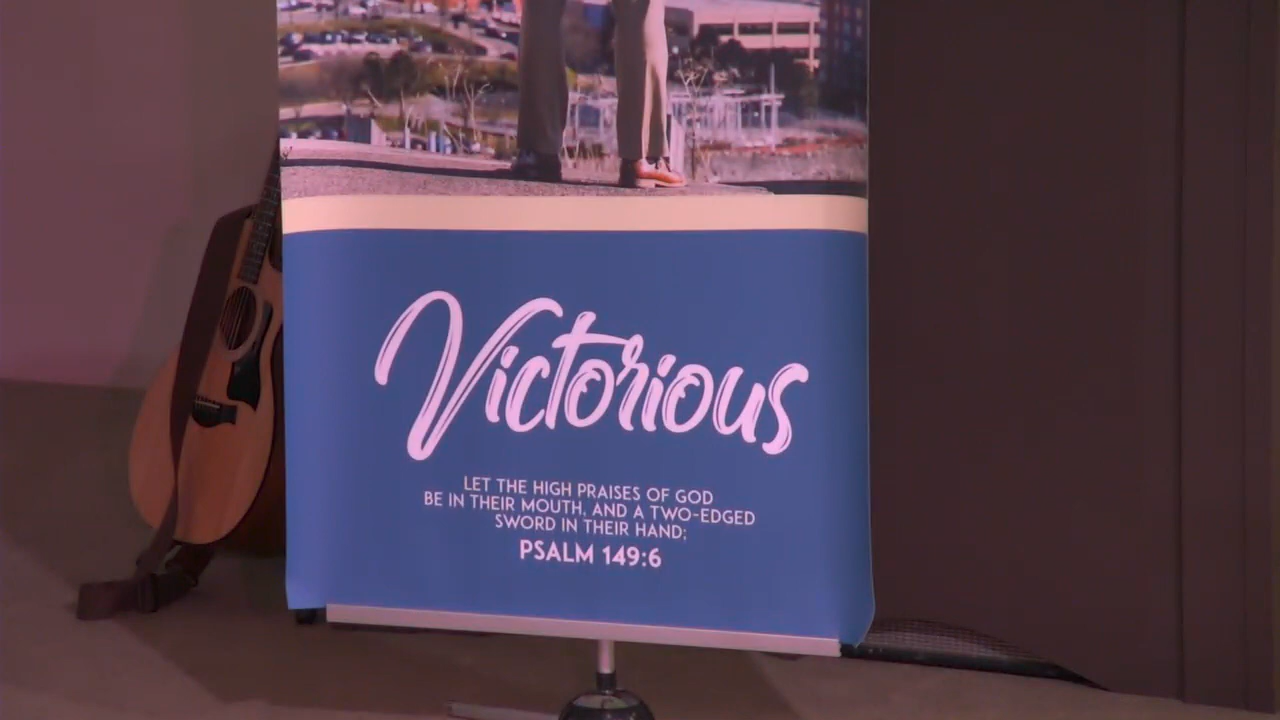 Victorious
LET THE HIGH PRAISES OF GOD
BE IN THEIR MOUTH, AND A TWO-EDGED
SWORD IN THEIR HAND;
PSALM 149:6